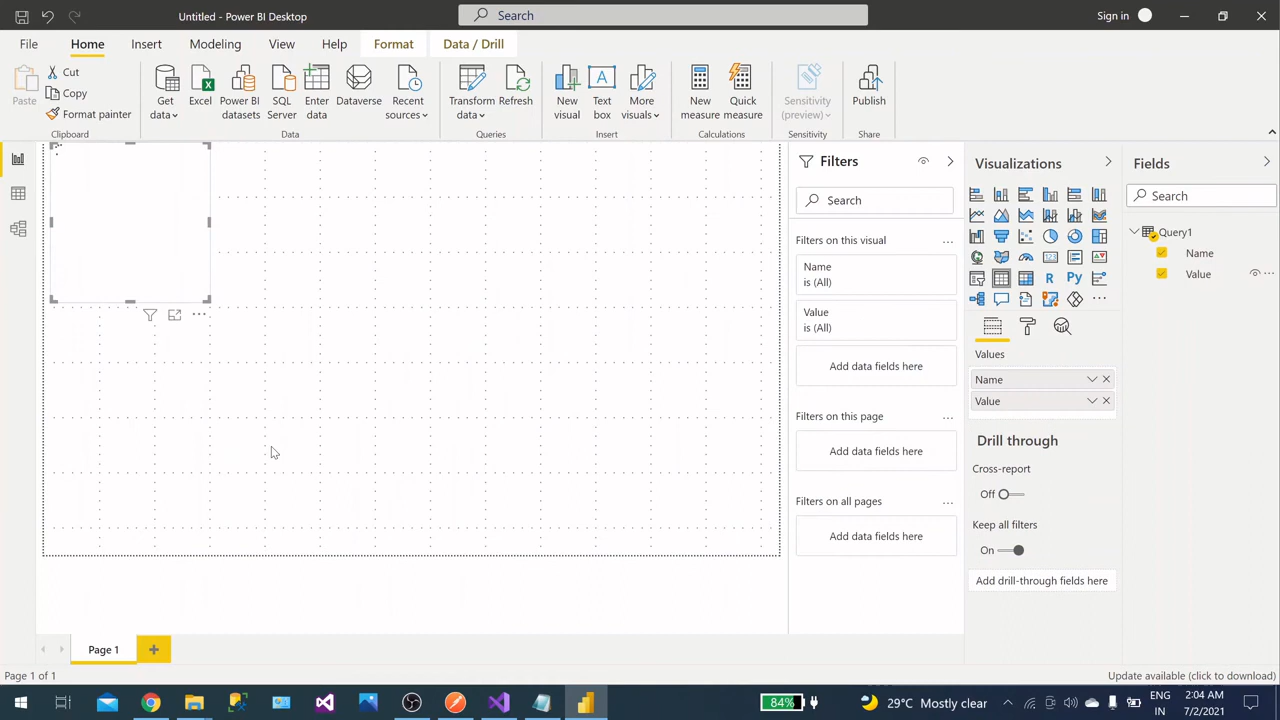 Untitled - Power BI Desktop
Search
Sign in
File
Home
Insert
Modeling
View
Help
Format
Data / Drill
Paste
Cut
Copy
Format painter
Clipboard
Get
data
Excel
Power BI
datasets
SQL
Server
Enter
data
Dataverse
Recent
sources
Data
Transform
data
Refresh
Queries
New
visual
Text
box
More
visuals
Insert
New
measure
Quick
measure
Calculations
Sensitivity
(preview)
Sensitivity
Publish
Share
Filters
Search
Filters on this visual
Name
is (All)
Value
is (All)
Add data fields here
Filters on this page
Add data fields here
Filters on all pages
Add data fields here
Visualizations
R
Py
Values
Name
Value
Drill through
Cross-report
Off
Keep all filters
On
Add drill-through fields here
Fields
Search
Query1
Name
Value
Page 1
Page 1 of 1
Update available (click to download)
84%
29°C Mostly clear
ENG
IN
2:04 AM
7/2/2021